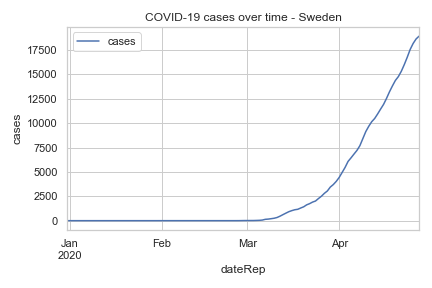 COVID-19 cases over time - Sweden
cases
17500
15000
12500
10000
7500
5000
2500
0
cases
Jan Feb Mar Apr
2020
dateRep